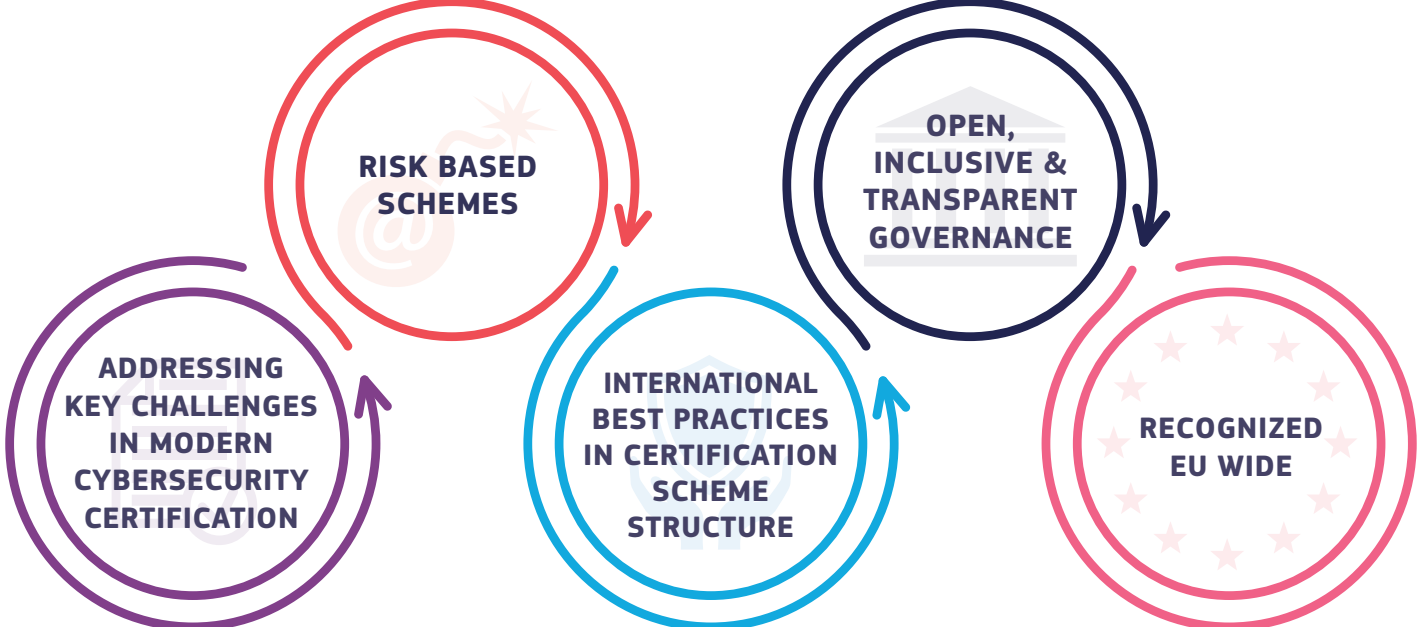 ADDRESSING
KEY CHALLENGES
IN MODERN
CYBERSECURITY
CERTIFICATION
RISK BASED
SCHEMES
@
INTERNATIONAL
BEST PRACTICES
IN CERTIFICATION
SCHEME
STRUCTURE
OPEN,
INCLUSIVE &
TRANSPARENT
GOVERNANCE
RECOGNIZED
EU WIDE